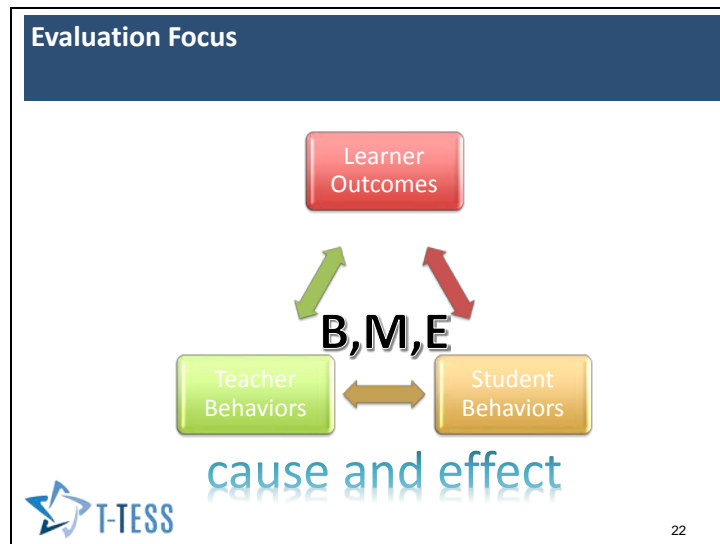 Evaluation Focus
Learner
Outcomes
B,M,E
Teacher
Behaviors
Student
Behaviors
cause and effect
T-TESS
22